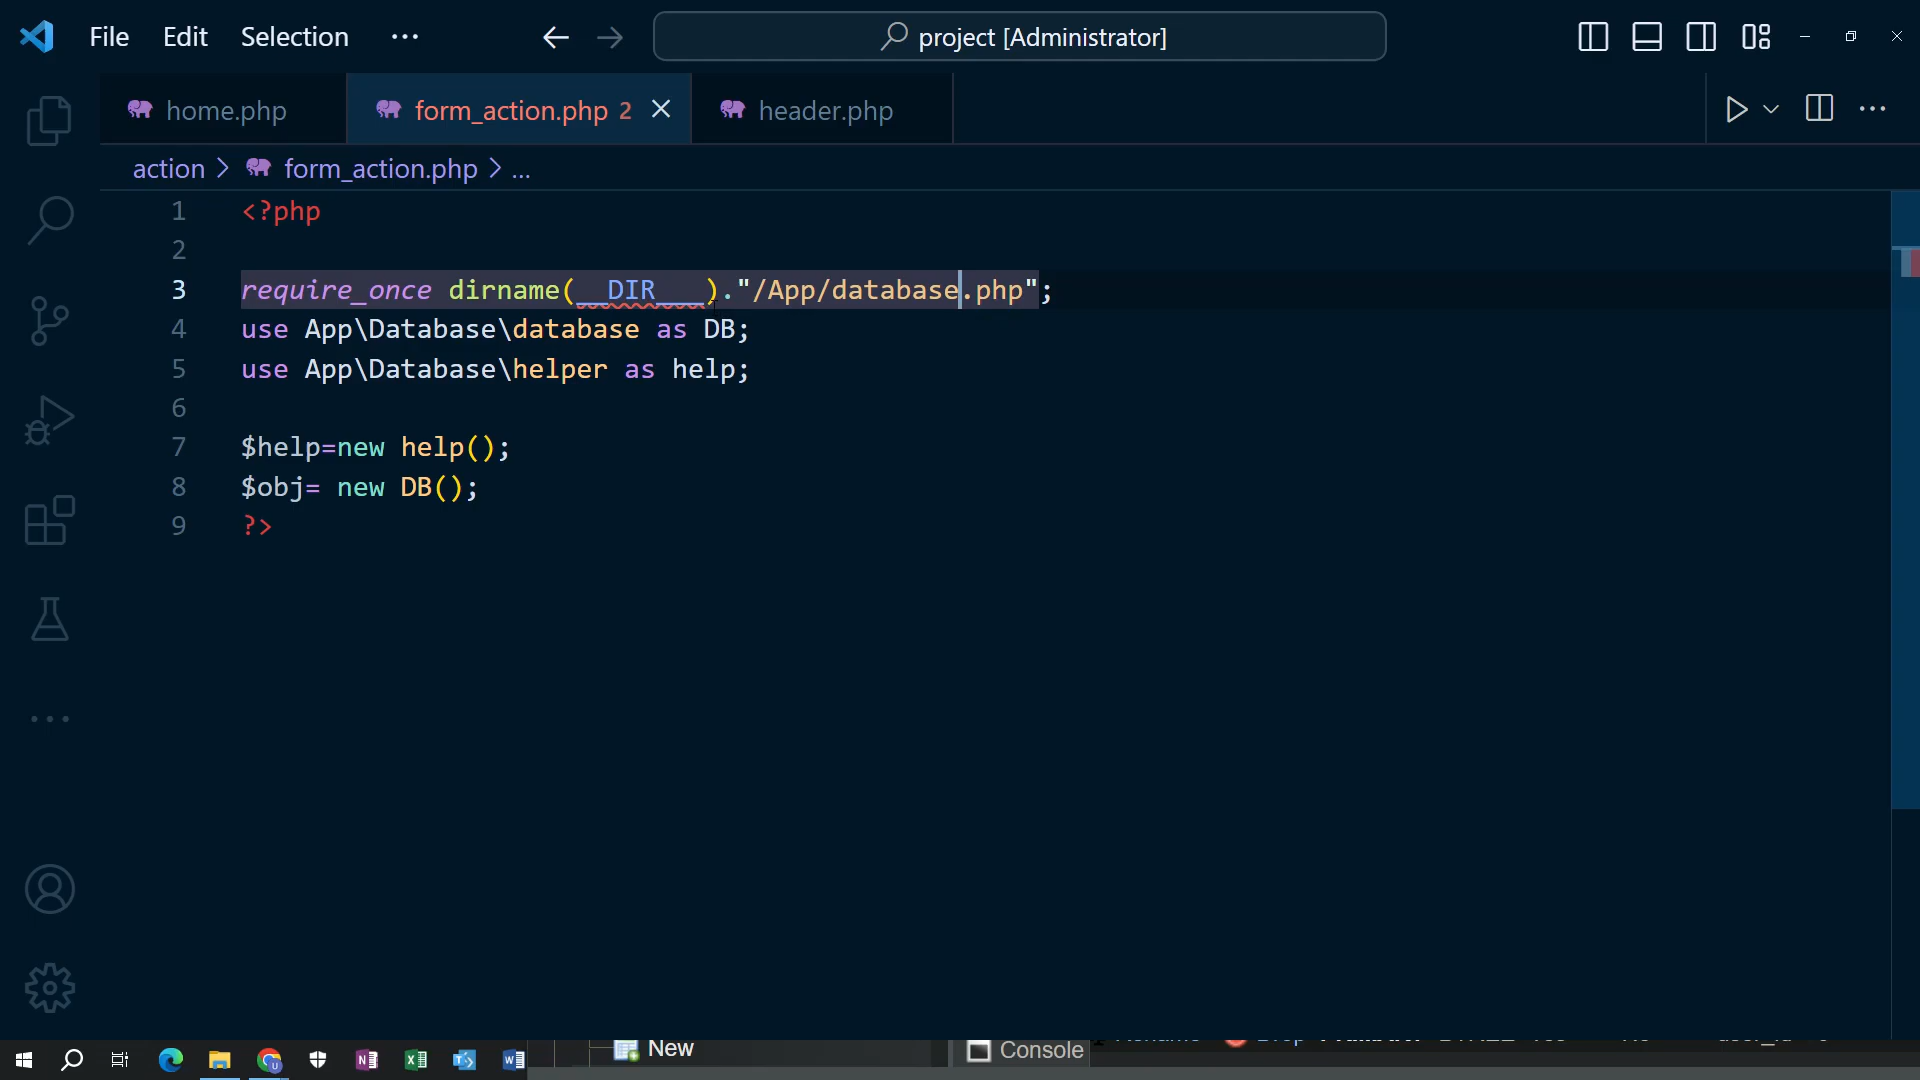 File Edit Selection ···
project [Administrator]
home.php
form_action.php 2
header.php
action > form_action.php > ...
1 <?php
2
3 require_once dirname(__DIR___)."/App/database.php";
4 use App\Database\database as DB;
5 use App\Database\helper as help;
6
7 $help=new help();
8 $obj= new DB();
9 ?>
New
Console